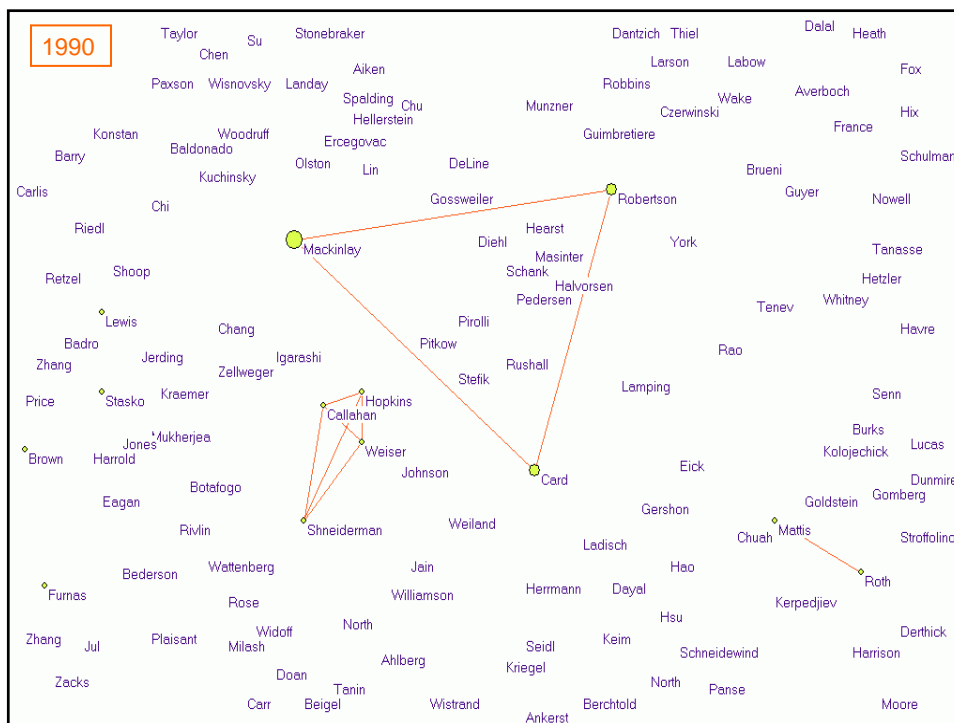 1990
Taylor Su Stonebraker Dantzich Thiel Dalal Heath
Chen Aiken Larson Labow Fox
Paxson Wisnovsky Landay Robbins Averboch
Spalding Chu Munzner Wake
Hellerstein Czerwinski Hix
Konstan Woodruff Ercegovac Guimbretiere France
Barry Baldonado Olston Lin DeLine Brueni Schulman
Carlis Kuchinsky Gossweiler Robertson Guyer Nowell
Chi
Riedl Mackinlay Diehl Hearst York Tanasse
Retzel Shoop Schank Masinter Hetzler
Pedersen Halvorsen Tenev Whitney
Lewis Chang Pirolli Havre
Badro Pitkow Rao
Zhang Jerding Igarashi Rushall
Zellweger Stefik Lamping
Price Stasko Kraemer Hopkins Senn
Callahan Burks
Jones Mukherjea Weiser Lucas
Brown Harrold Johnson Card Eick Kolojechick
Botafogo Dunmire
Eagan Gershon Goldstein Gomberg
Rivlin Shneiderman Weiland Chuah Mattis Stroffolino
Ladisch
Bederson Wattenberg Jain Hao Roth
Furnas Williamson Herrmann Dayal
Rose Kerpedjiev
North Hsu
Zhang Jul Plaisant Milash Widoff Seidl Keim Derthick
Ahlberg Schneidewind Harrison
Zacks Doan Kriegel
Tanin North Panse
Carr Beigel Wistrand Berchtold Moore
Ankerst